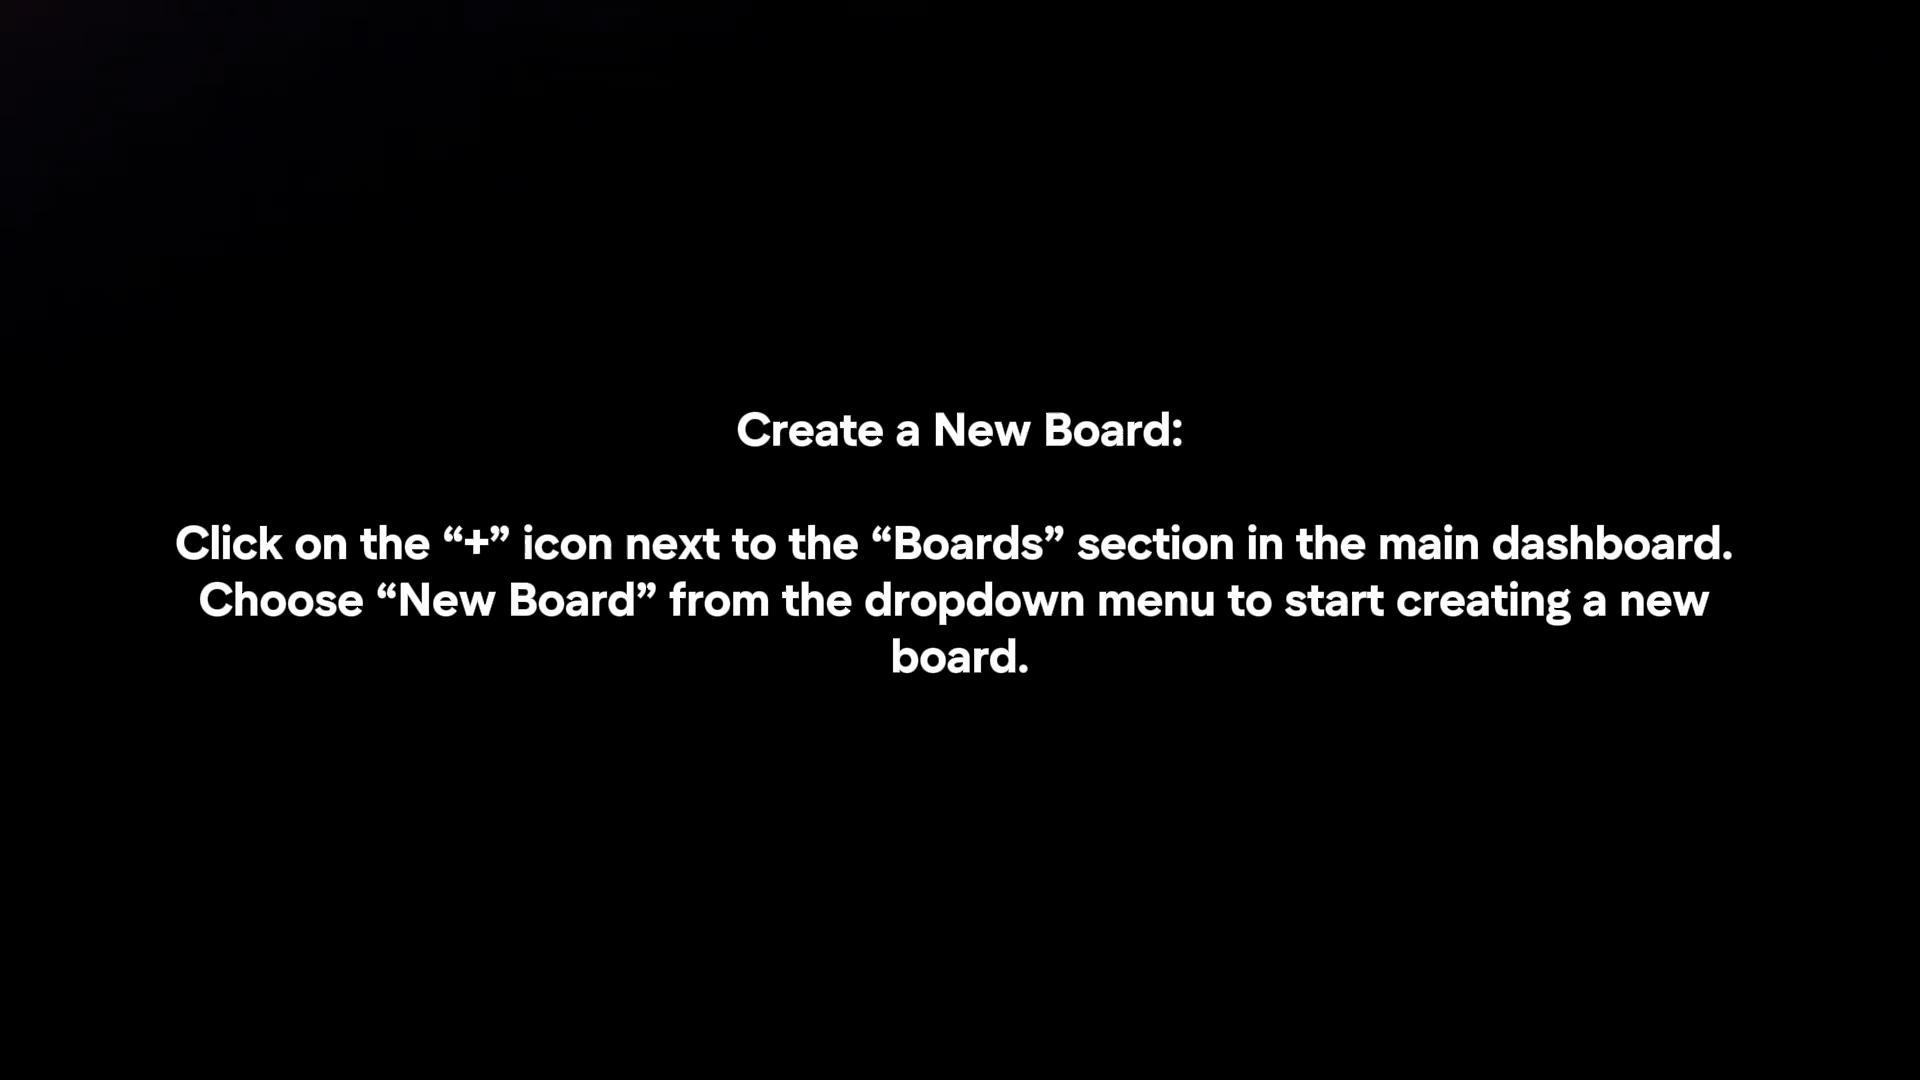 Create a New Board:
Click on the “+” icon next to the “Boards” section in the main dashboard.
Choose “New Board” from the dropdown menu to start creating a new
board.